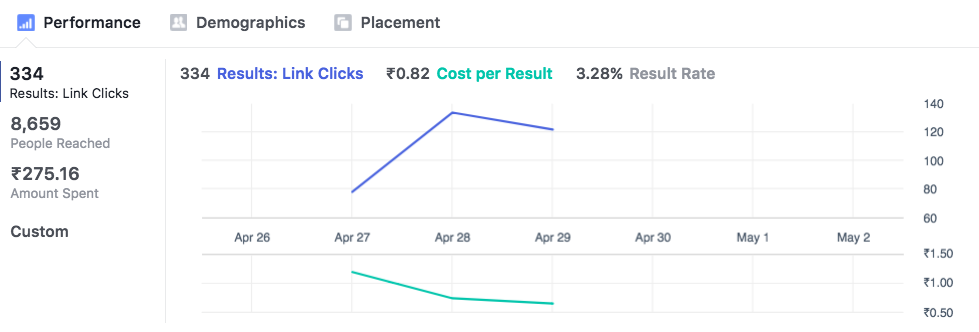 Performance Demographics Placement
334
Results: Link Clicks
8,659
People Reached
₹275.16
Amount Spent
Custom
334 Results: Link Clicks ₹0.82 Cost per Result 3.28% Result Rate
140
120
100
80
60
Apr 26 Apr 27 Apr 28 Apr 29 Apr 30 May 1 May 2
₹1.50
₹1.00
₹0.50